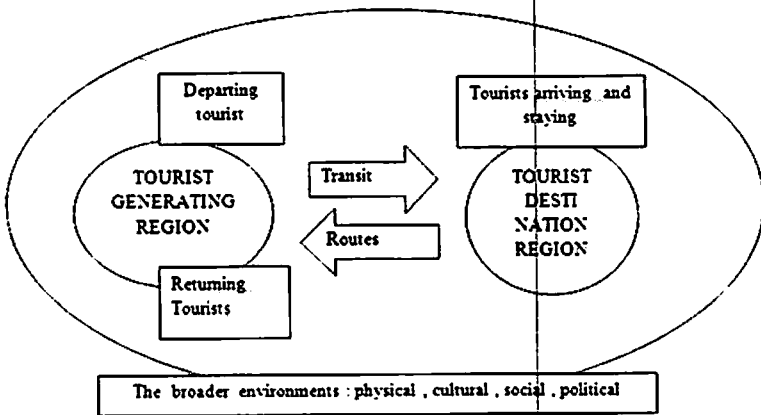 Departing
tourist
Tourists arriving and
staying
TOURIST
GENERATING
REGION
Transit
Routes
TOURIST
DESTI
NATION
REGION
Returning
Tourists
The broader environments : physical , cultural , social , political